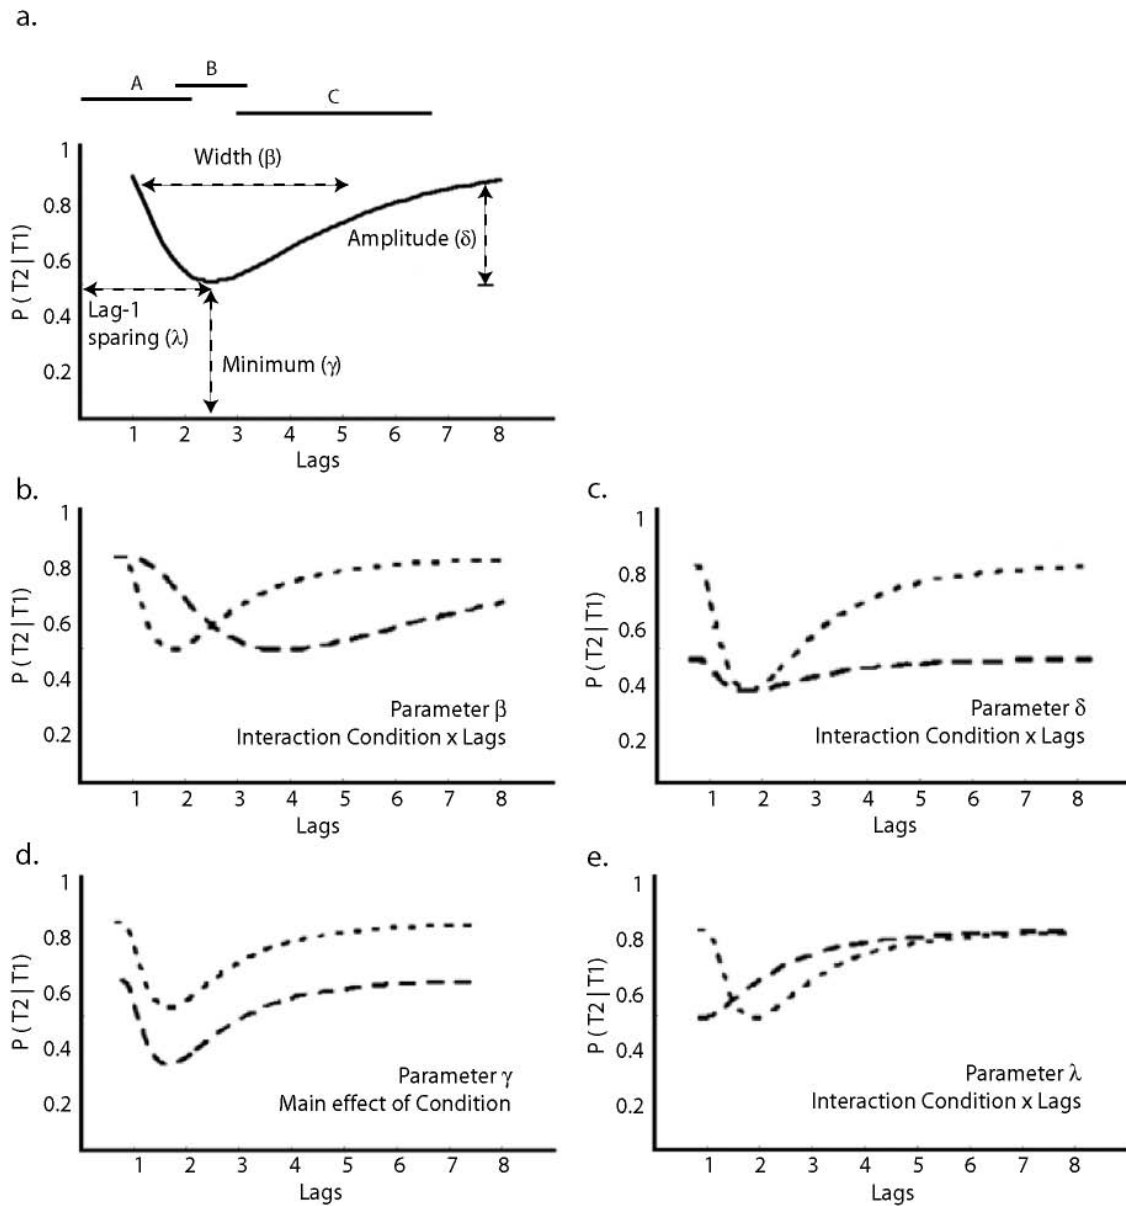 a.
A
B
C
1
0.8
0.6
0.4
0.2
P ( T2 | T1)
Width (β)
Amplitude (δ)
Lag-1
sparing (λ)
Minimum (γ)
1 2 3 4 5 6 7 8
Lags
b.
1
0.8
0.6
0.4
0.2
P ( T2 | T1)
Parameter β
Interaction Condition x Lags
1 2 3 4 5 6 7 8
Lags
c.
1
0.8
0.6
0.4
0.2
P ( T2 | T1)
Parameter δ
Interaction Condition x Lags
1 2 3 4 5 6 7 8
Lags
d.
1
0.8
0.6
0.4
0.2
P ( T2 | T1)
Parameter γ
Main effect of Condition
1 2 3 4 5 6 7 8
Lags
e.
1
0.8
0.6
0.4
0.2
P ( T2 | T1)
Parameter λ
Interaction Condition x Lags
1 2 3 4 5 6 7 8
Lags